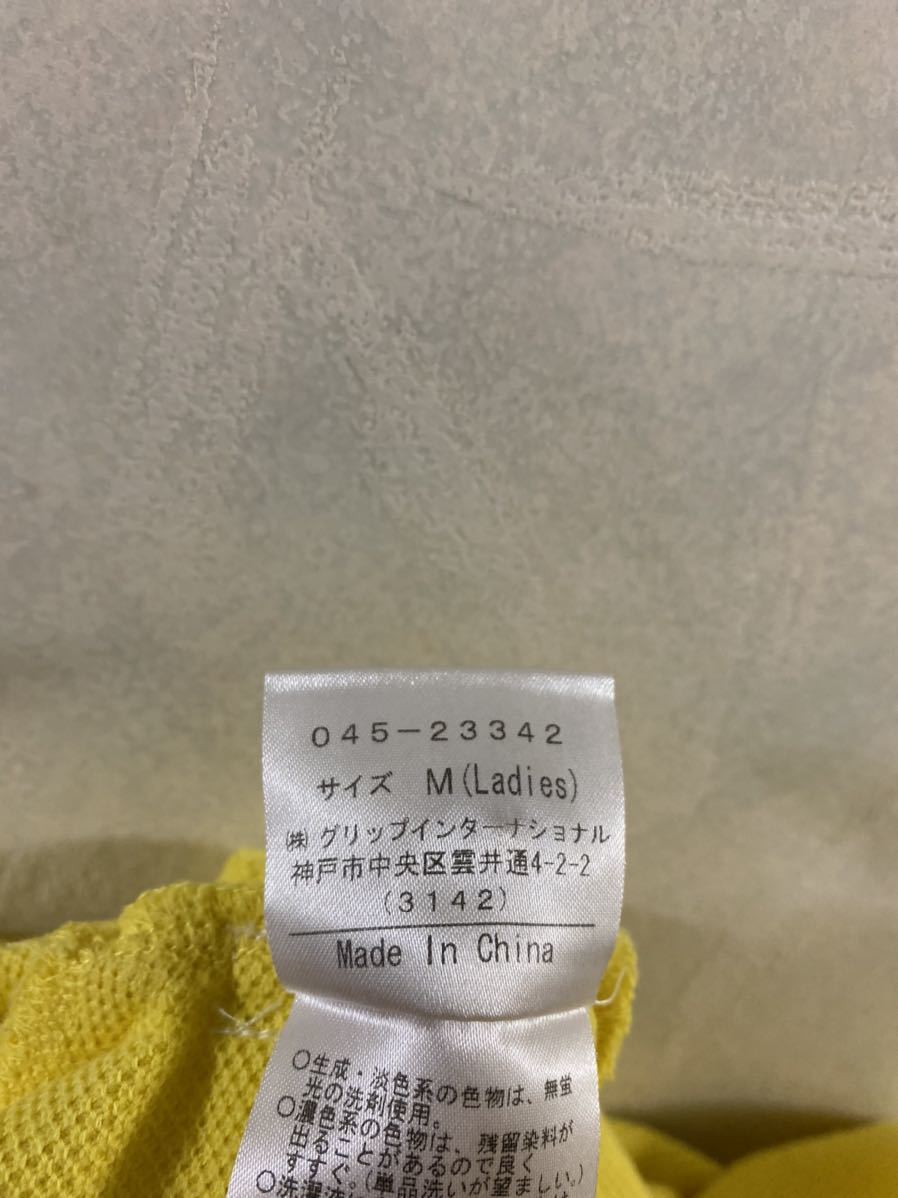 045-23342
サイズ M(Ladies)
㈱グリップインターナショナル
神戸市中央区雲井通4-2-2
(3142)
Made In China
○生成・淡色系の色物は、無蛍
光の洗剤使用。
○濃色系の色物は、残留染料が
出ることがあるので良く
すすぐ。(単品洗いが望ましい。)
○洗濯